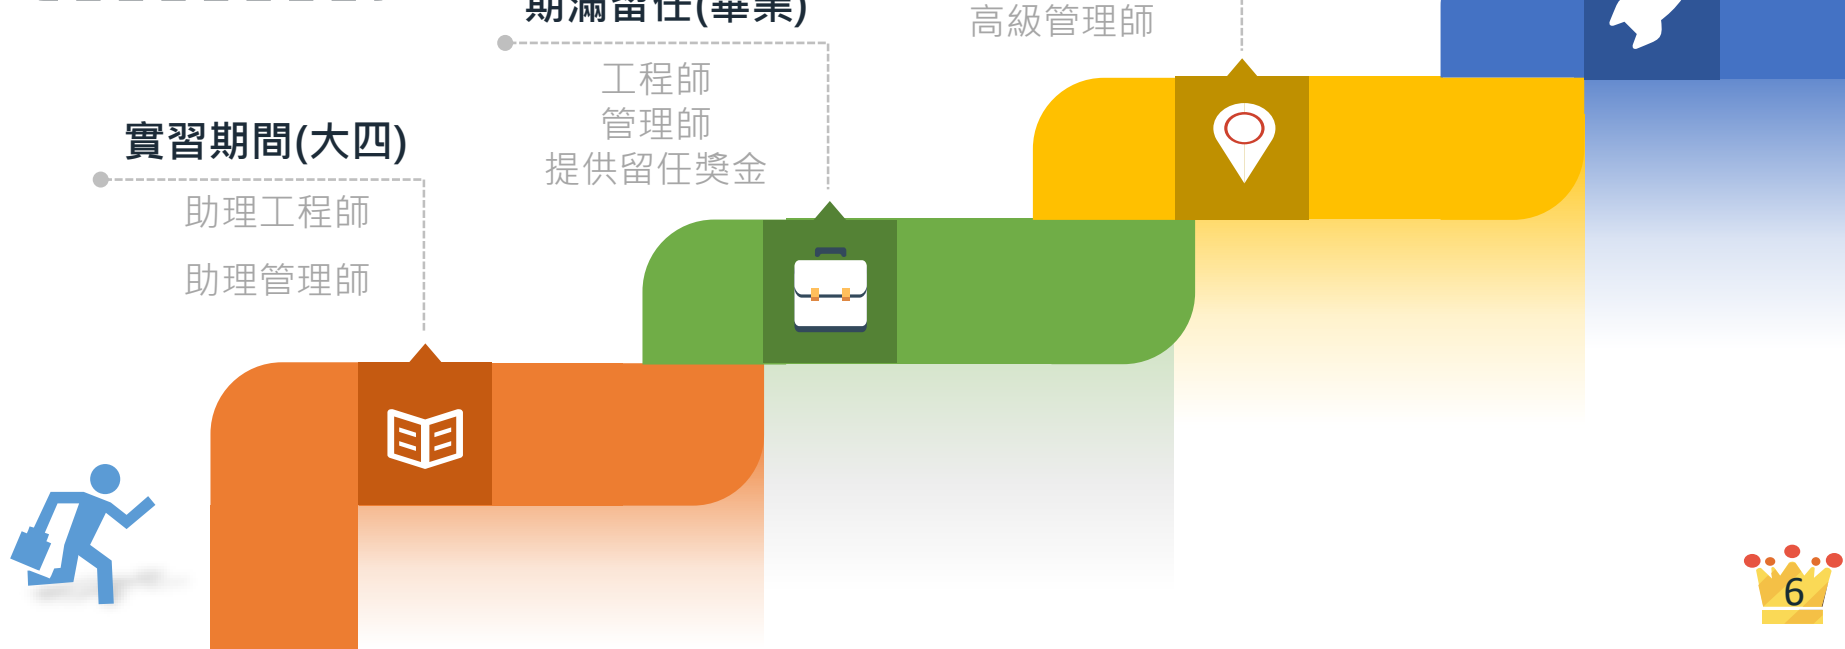 期滿留任(畢業)
高級管理師
工程師
管理師
提供留任獎金
實習期間(大四)
助理工程師
助理管理師
6